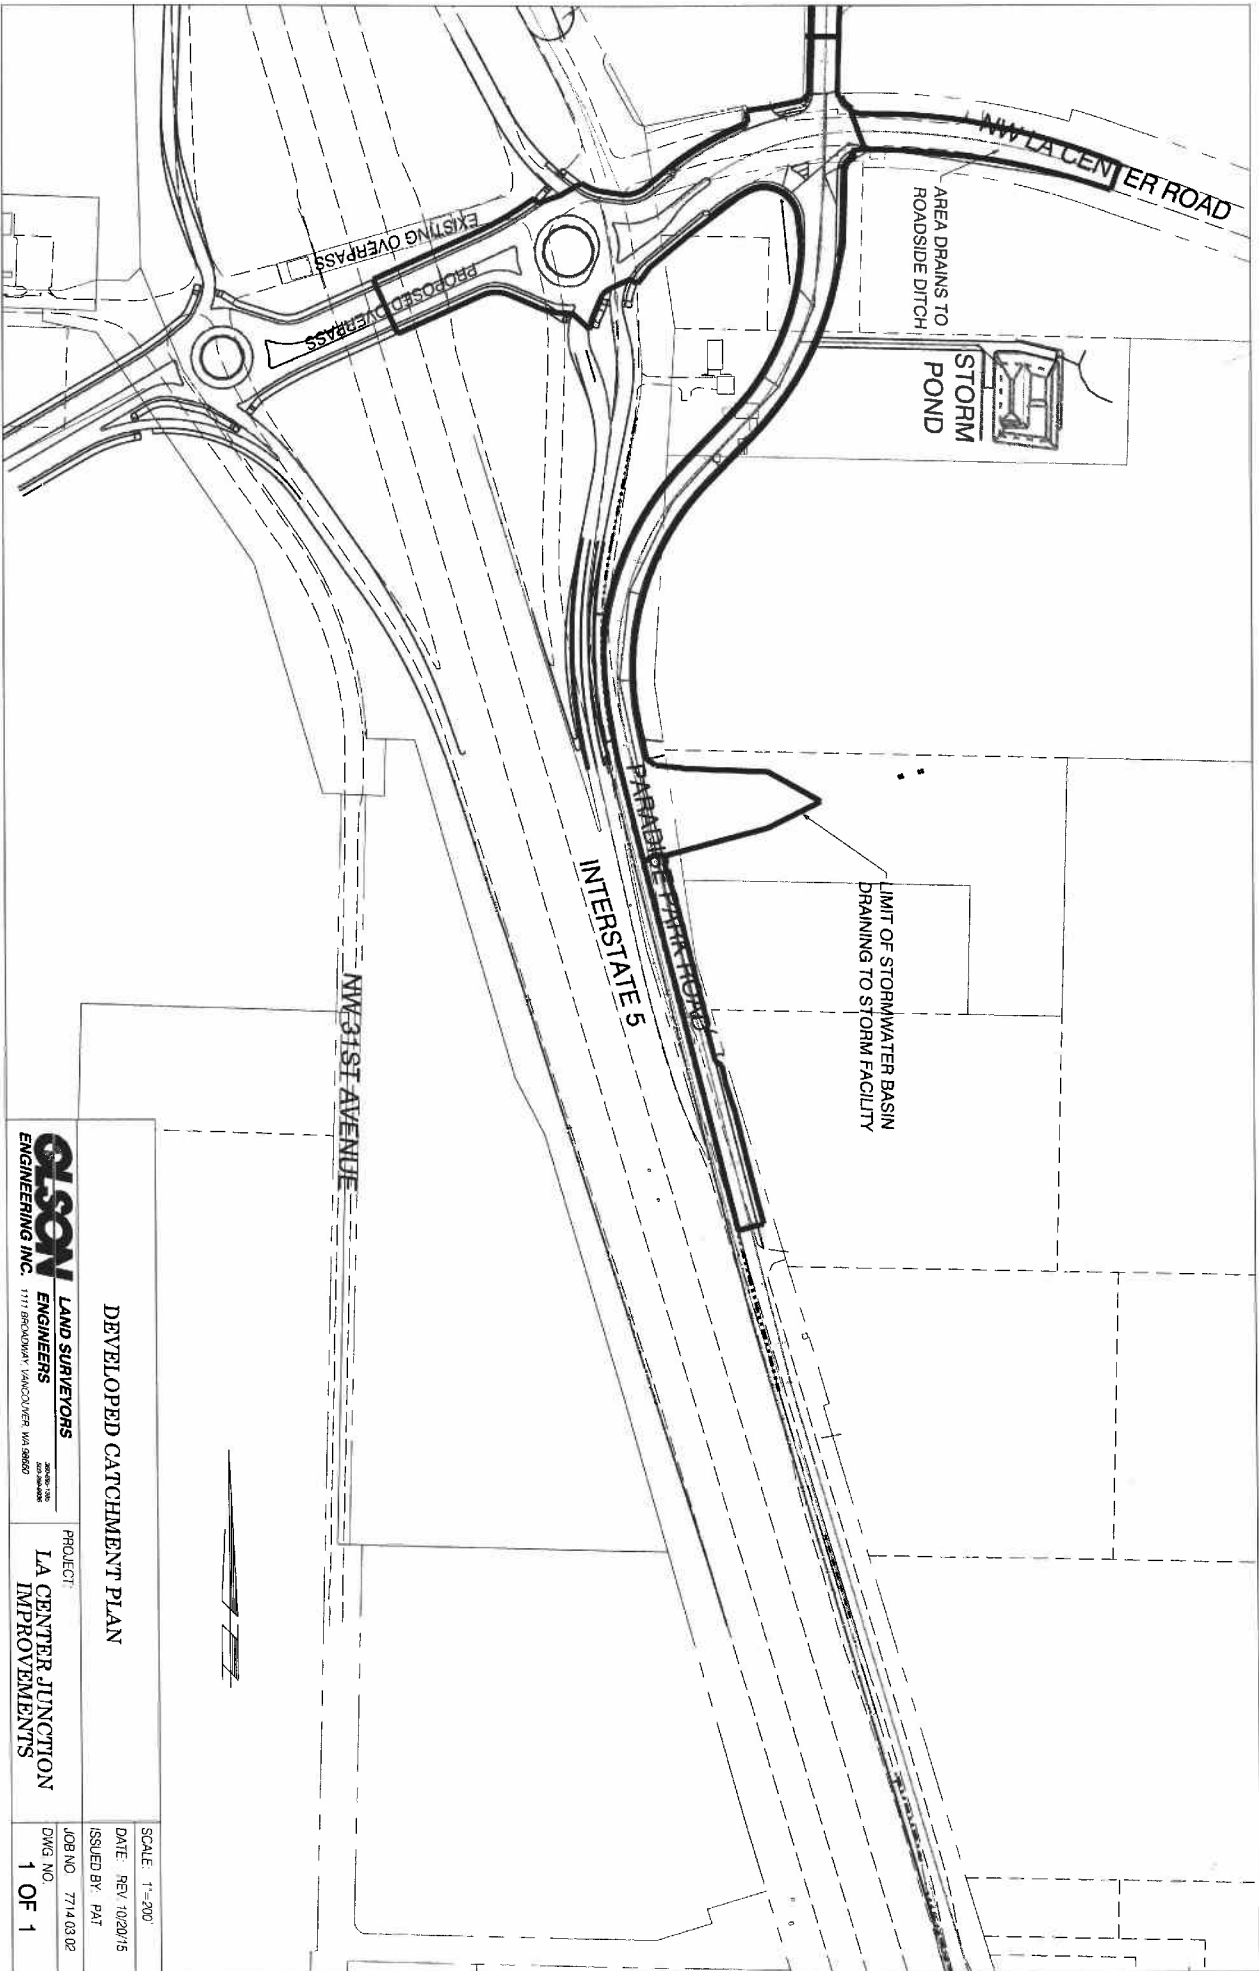 NW LA CENTER ROAD
AREA DRAINS TO
ROADSIDE DITCH
STORM
POND
EXISTING OVERPASS
PROPOSED OVERPASS
PARADISE PARK ROAD
LIMIT OF STORMWATER BASIN
DRAINING TO STORM FACILITY
INTERSTATE 5
NW 31ST AVENUE
DEVELOPED CATCHMENT PLAN
SCALE: 1"=200'
DATE: REV. 10/20/15
ISSUED BY: PAT
OLSON
ENGINEERING INC.
LAND SURVEYORS
ENGINEERS
1111 BROADWAY, VANCOUVER, WA 98660
PROJECT:
LA CENTER JUNCTION
IMPROVEMENTS
JOB NO 7714.03.02
DWG. NO.
1 OF 1